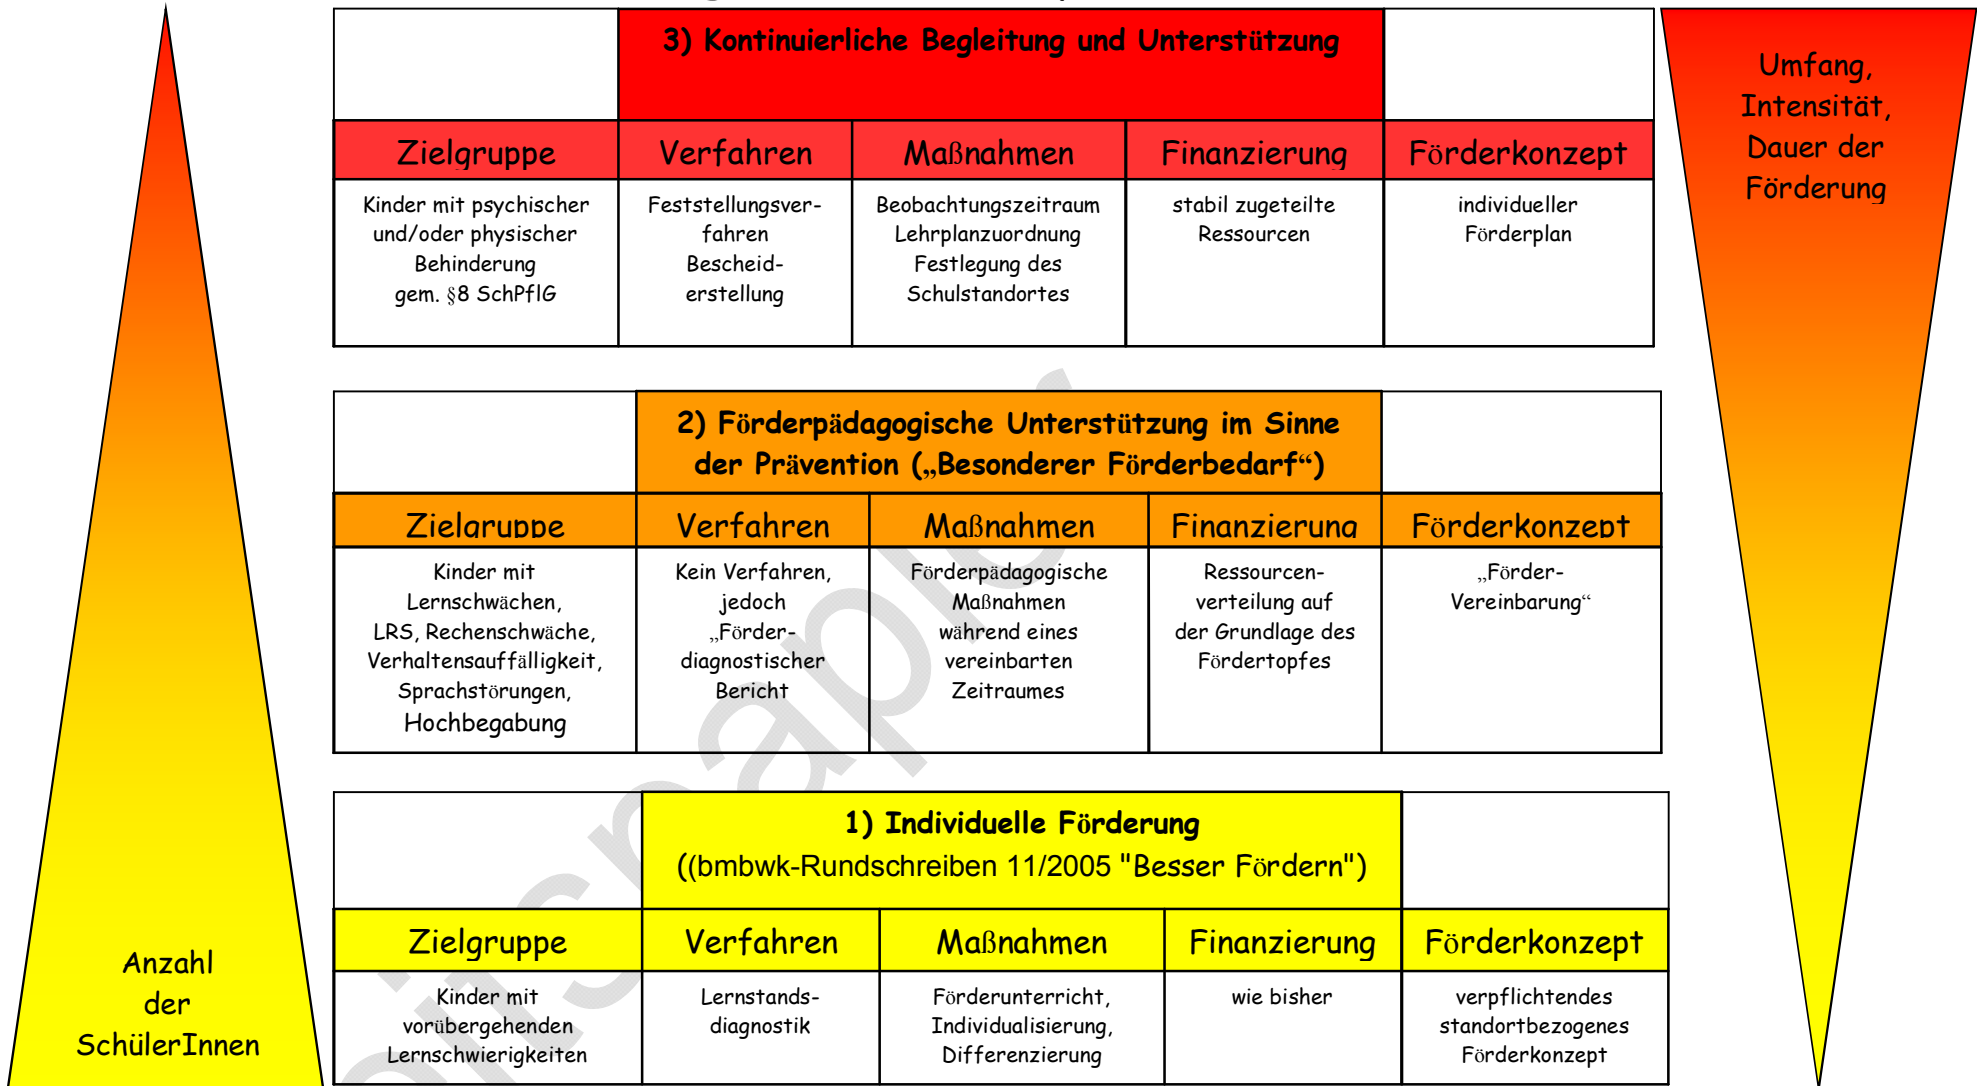 3) Kontinuierliche Begleitung und Unterstützung
Zielgruppe
Verfahren
Maßnahmen
Finanzierung
Förderkonzept
Kinder mit psychischer
und/oder physischer
Behinderung
gem. §8 SchPflG
Feststellungsver-
fahren
Bescheid-
erstellung
Beobachtungszeitraum
Lehrplanzuordnung
Festlegung des
Schulstandortes
stabil zugeteilte
Ressourcen
individueller
Förderplan
Umfang,
Intensität,
Dauer der
Förderung
2) Förderpädagogische Unterstützung im Sinne
der Prävention („Besonderer Förderbedarf“)
Zielgruppe
Verfahren
Maßnahmen
Finanzierung
Förderkonzept
Kinder mit
Lernschwächen,
LRS, Rechenschwäche,
Verhaltensauffälligkeit,
Sprachstörungen,
Hochbegabung
Kein Verfahren,
jedoch
„Förder-
diagnostischer
Bericht
Förderpädagogische
Maßnahmen
während eines
vereinbarten
Zeitraumes
Ressourcen-
verteilung auf
der Grundlage des
Fördertopfes
„Förder-
Vereinbarung“
1) Individuelle Förderung
((bmbwk-Rundschreiben 11/2005 "Besser Fördern")
Zielgruppe
Verfahren
Maßnahmen
Finanzierung
Förderkonzept
Kinder mit
vorübergehenden
Lernschwierigkeiten
Lernstands-
diagnostik
Förderunterricht,
Individualisierung,
Differenzierung
wie bisher
verpflichtendes
standortbezogenes
Förderkonzept
Anzahl
der
SchülerInnen